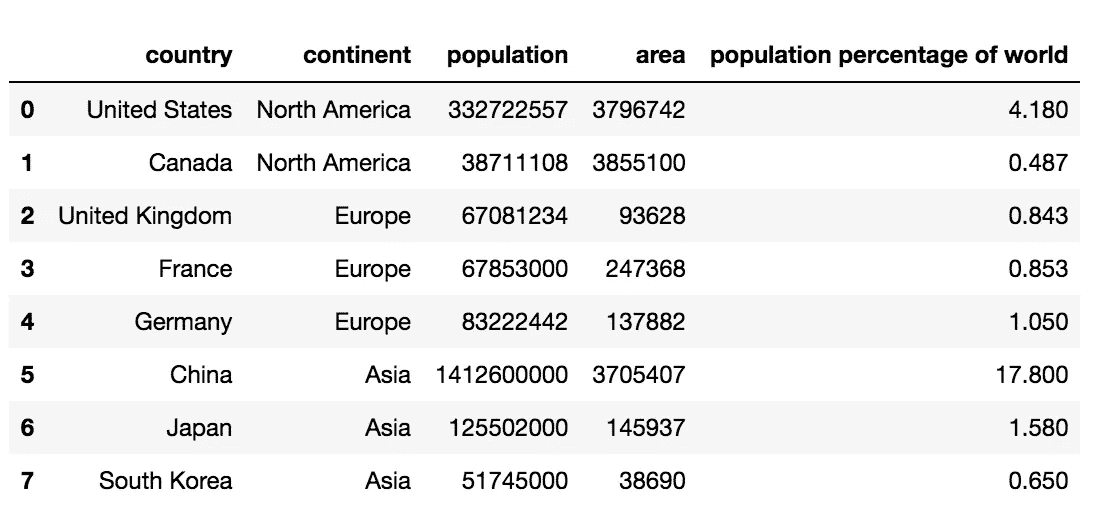 country continent population area population percentage of world
0 United States North America 332722557 3796742 4.180
1 Canada North America 38711108 3855100 0.487
2 United Kingdom Europe 67081234 93628 0.843
3 France Europe 67853000 247368 0.853
4 Germany Europe 83222442 137882 1.050
5 China Asia 1412600000 3705407 17.800
6 Japan Asia 125502000 145937 1.580
7 South Korea Asia 51745000 38690 0.650